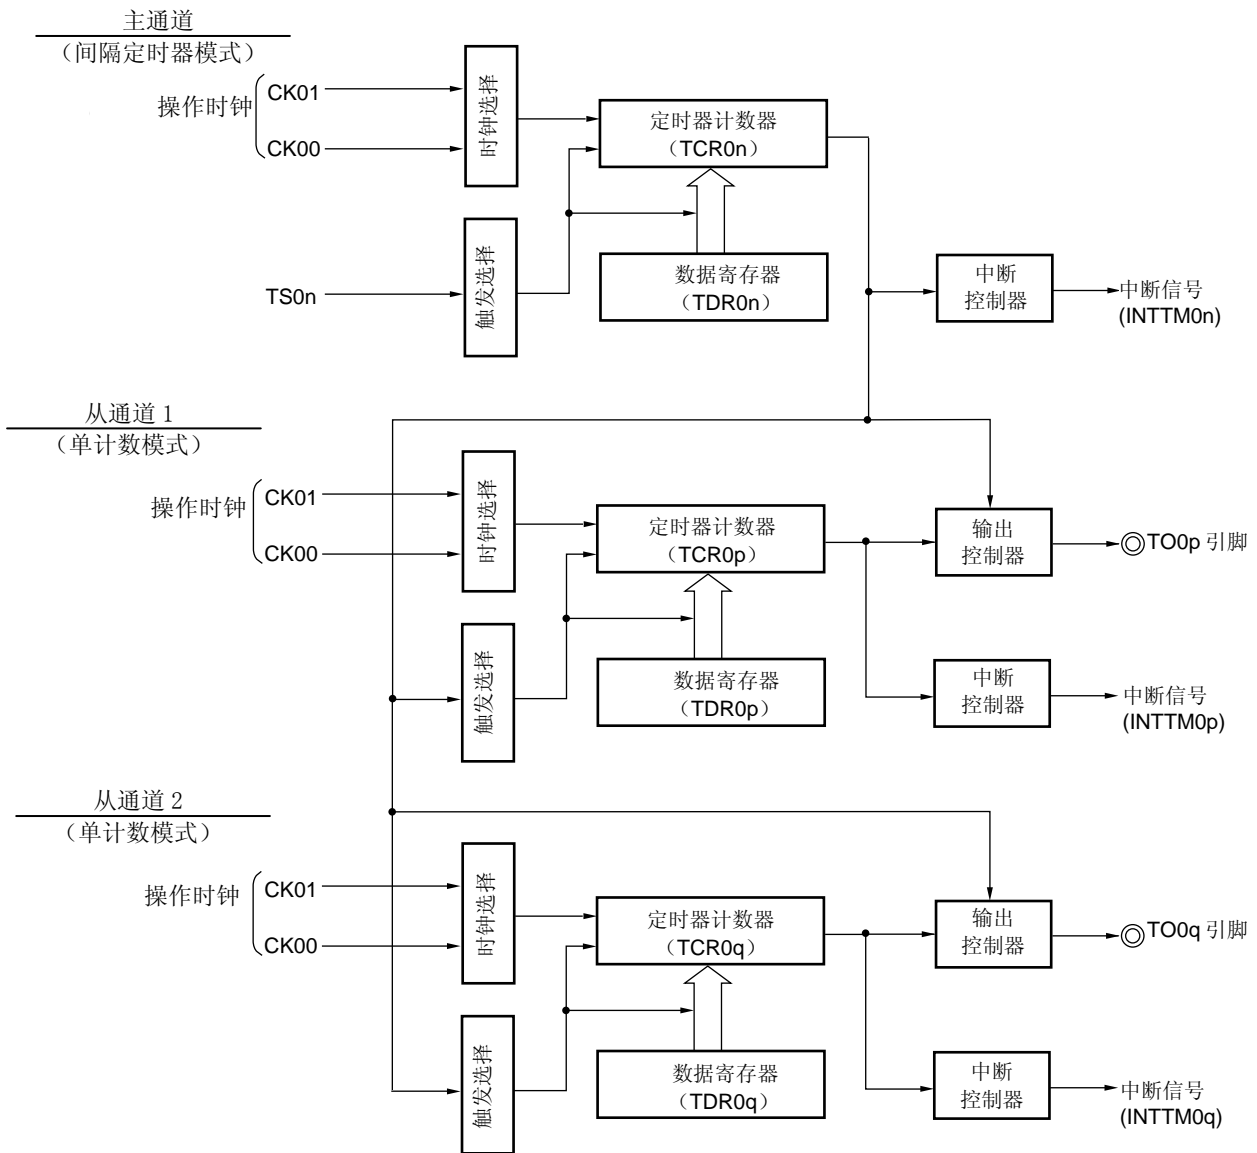 主通道
（间隔定时器模式）
操作时钟
CK01
CK00
时钟选择
定时器计数器
（TCR0n）
TS0n
触发选择
数据寄存器
（TDR0n）
中断
控制器
中断信号
(INTTM0n)
从通道 1
（单计数模式）
操作时钟
CK01
CK00
时钟选择
定时器计数器
（TCR0p）
输出
控制器
TO0p 引脚
触发选择
数据寄存器
（TDR0p）
中断
控制器
中断信号
(INTTM0p)
从通道 2
（单计数模式）
操作时钟
CK01
CK00
时钟选择
定时器计数器
（TCR0q）
输出
控制器
TO0q 引脚
触发选择
数据寄存器
（TDR0q）
中断
控制器
中断信号
(INTTM0q)